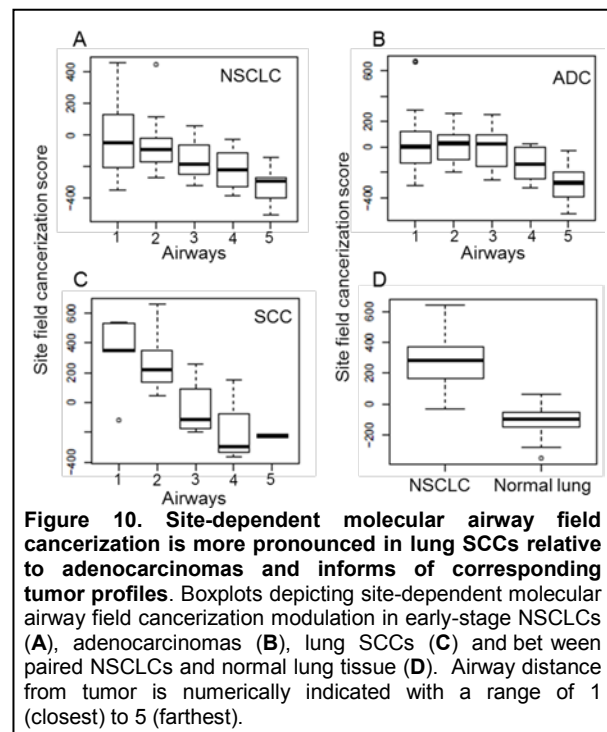 A
B
NSCLC
ADC
400
200
0
-400
600
200
0
-400
1 2 3 4 5
Airways
1 2 3 4 5
Airways
Site field cancerization score
C
D
SCC
600
400
200
0
-400
600
400
200
0
-200
1 2 3 4 5
Airways
NSCLC Normal lung
Site field cancerization score
Figure 10. Site-dependent molecular airway field
cancerization is more pronounced in lung SCCs relative
to adenocarcinomas and informs of corresponding
tumor profiles. Boxplots depicting site-dependent molecular
airway field cancerization modulation in early-stage NSCLCs
(A), adenocarcinomas (B), lung SCCs (C) and bet ween
paired NSCLCs and normal lung tissue (D). Airway distance
from tumor is numerically indicated with a range of 1
(closest) to 5 (farthest).